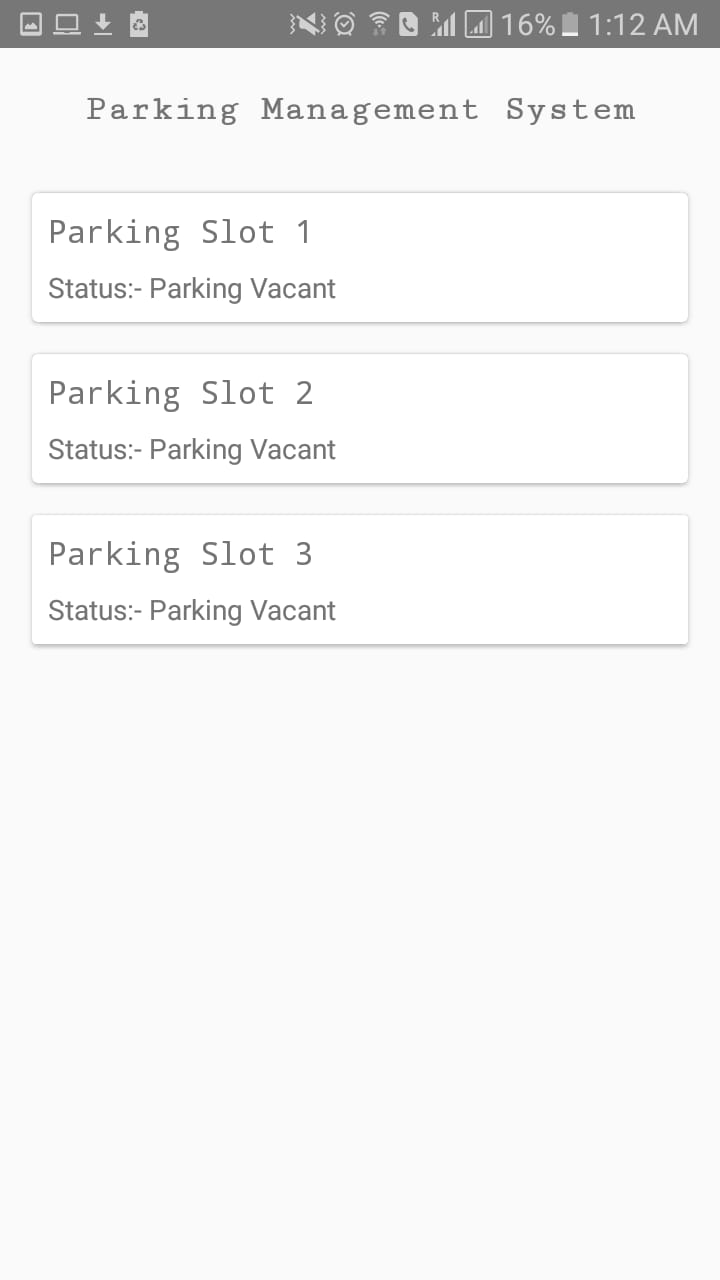 R 16% 1:12 AM
Parking Management System
Parking Slot 1
Status:- Parking Vacant
Parking Slot 2
Status:- Parking Vacant
Parking Slot 3
Status:- Parking Vacant